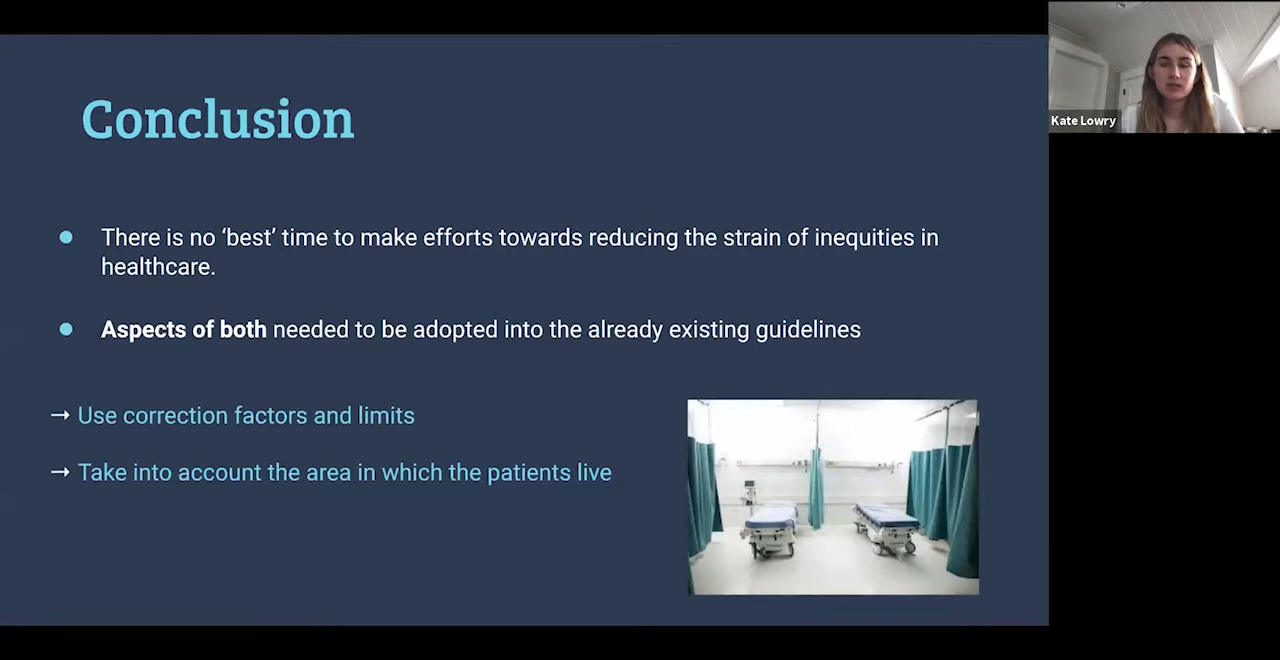 Conclusion
● There is no ‘best’ time to make efforts towards reducing the strain of inequities in
healthcare.
● Aspects of both needed to be adopted into the already existing guidelines
→ Use correction factors and limits
→ Take into account the area in which the patients live
Kate Lowry